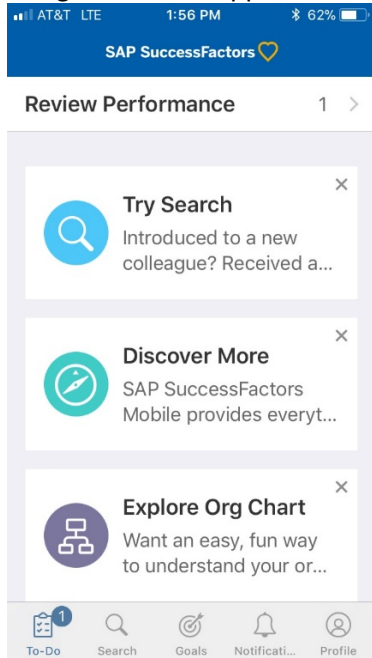 AT&T LTE 1:56 PM 62%
SAP SuccessFactors
Review Performance 1
Try Search
Introduced to a new
colleague? Received a...
Discover More
SAP SuccessFactors
Mobile provides everyt...
Explore Org Chart
Want an easy, fun way
to understand your or...
1
To-Do Search Goals Notificati... Profile